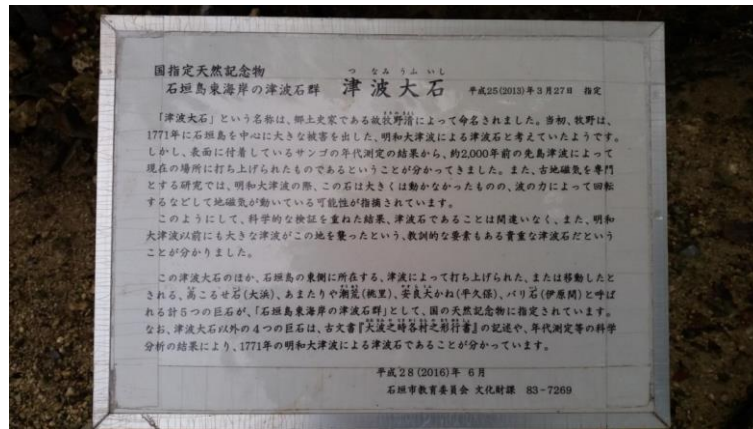 国指定天然記念物
石垣島東海岸の津波石群
つなみうふいし
津波大石
平成25(2013)年3月27日 指定
「津波大石」という名称は、郷土史家である故牧野清によって命名されました。当初、牧野は、
1771年に石垣島を中心に大きな被害を出した、明和大津波による津波石と考えていたようです。
しかし、表面に付着しているサンゴの年代測定の結果から、約2,000年前の先島津波によって
現在の場所に打ち上げられたものであるということが分かってきました。また、古地磁気を専門
とする研究では、明和大津波の際、この石は大きくは動かなかったものの、波の力によって回転
するなどして地磁気が動いている可能性が指摘されています。
このようにして、科学的な検証を重ねた結果、津波石であることは間違いなく、また、明和
大津波以前にも大きな津波がこの地を襲ったという、教訓的な要素もある貴重な津波石だという
ことが分かりました。
この津波大石のほか、石垣島の東側に所在する、津波によって打ち上げられた、または移動したと
される、高こるせ石(大浜)、あまたりや潮荒(桃里)、安良大かね(平久保)、バリ石(伊原間)と呼ば
れる計5つの巨石が、「石垣島東海岸の津波石群」として、国の天然記念物に指定されています。
なお、津波大石以外の4つの巨石は、古文書『大波之時各村之形行書』の記述や、年代測定等の科学
分析の結果により、1771年の明和大津波による津波石であることが分かっています。
平成28(2016)年 6月
石垣市教育委員会 文化財課 83-7269